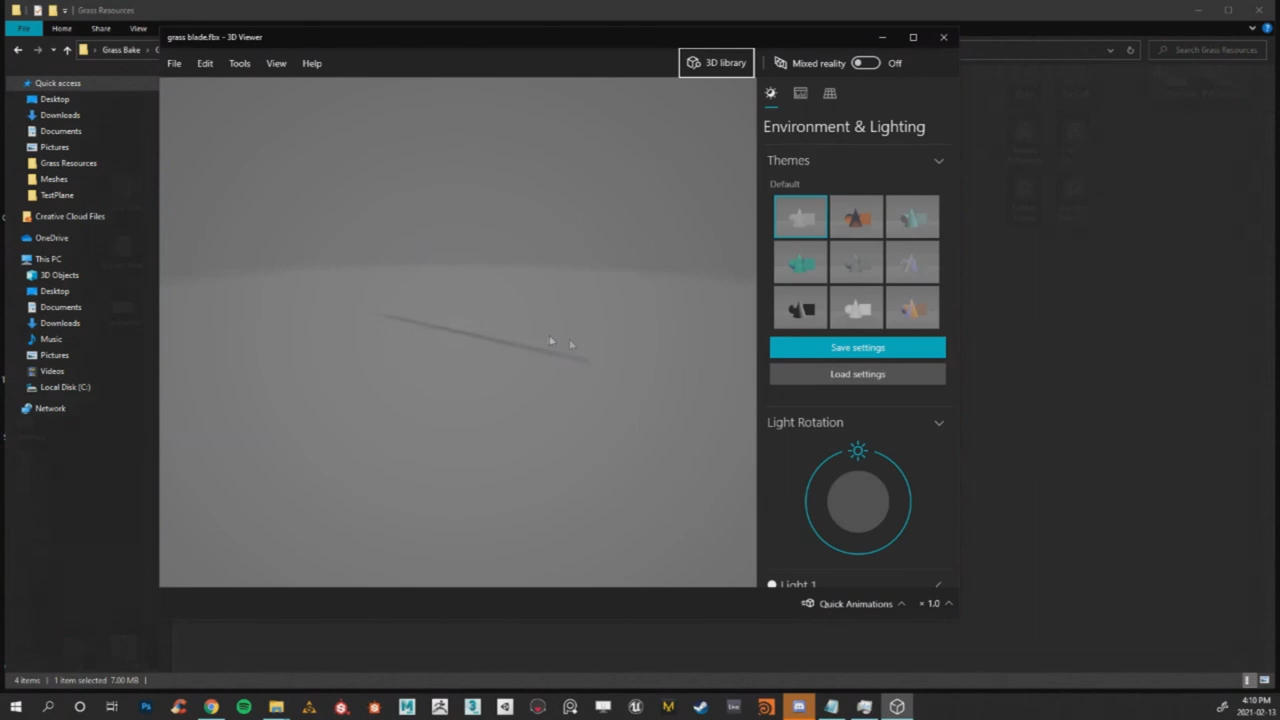 Grass Resources
File Home Share View
Grass Bake
Search Grass Resources
Quick access
Desktop
Downloads
Documents
Pictures
Grass Resources
Meshes
TestPlane
Creative Cloud Files
OneDrive
This PC
3D Objects
Desktop
Documents
Downloads
Music
Pictures
Videos
Local Disk (C:)
Network
4 items 1 item selected 7.00 MB
grass blade.fbx - 3D Viewer
File Edit Tools View Help
3D library
Mixed reality Off
Environment & Lighting
Themes
Default
Save settings
Load settings
Light Rotation
Light 1
Quick Animations × 1.0
4:10 PM
2021-02-13